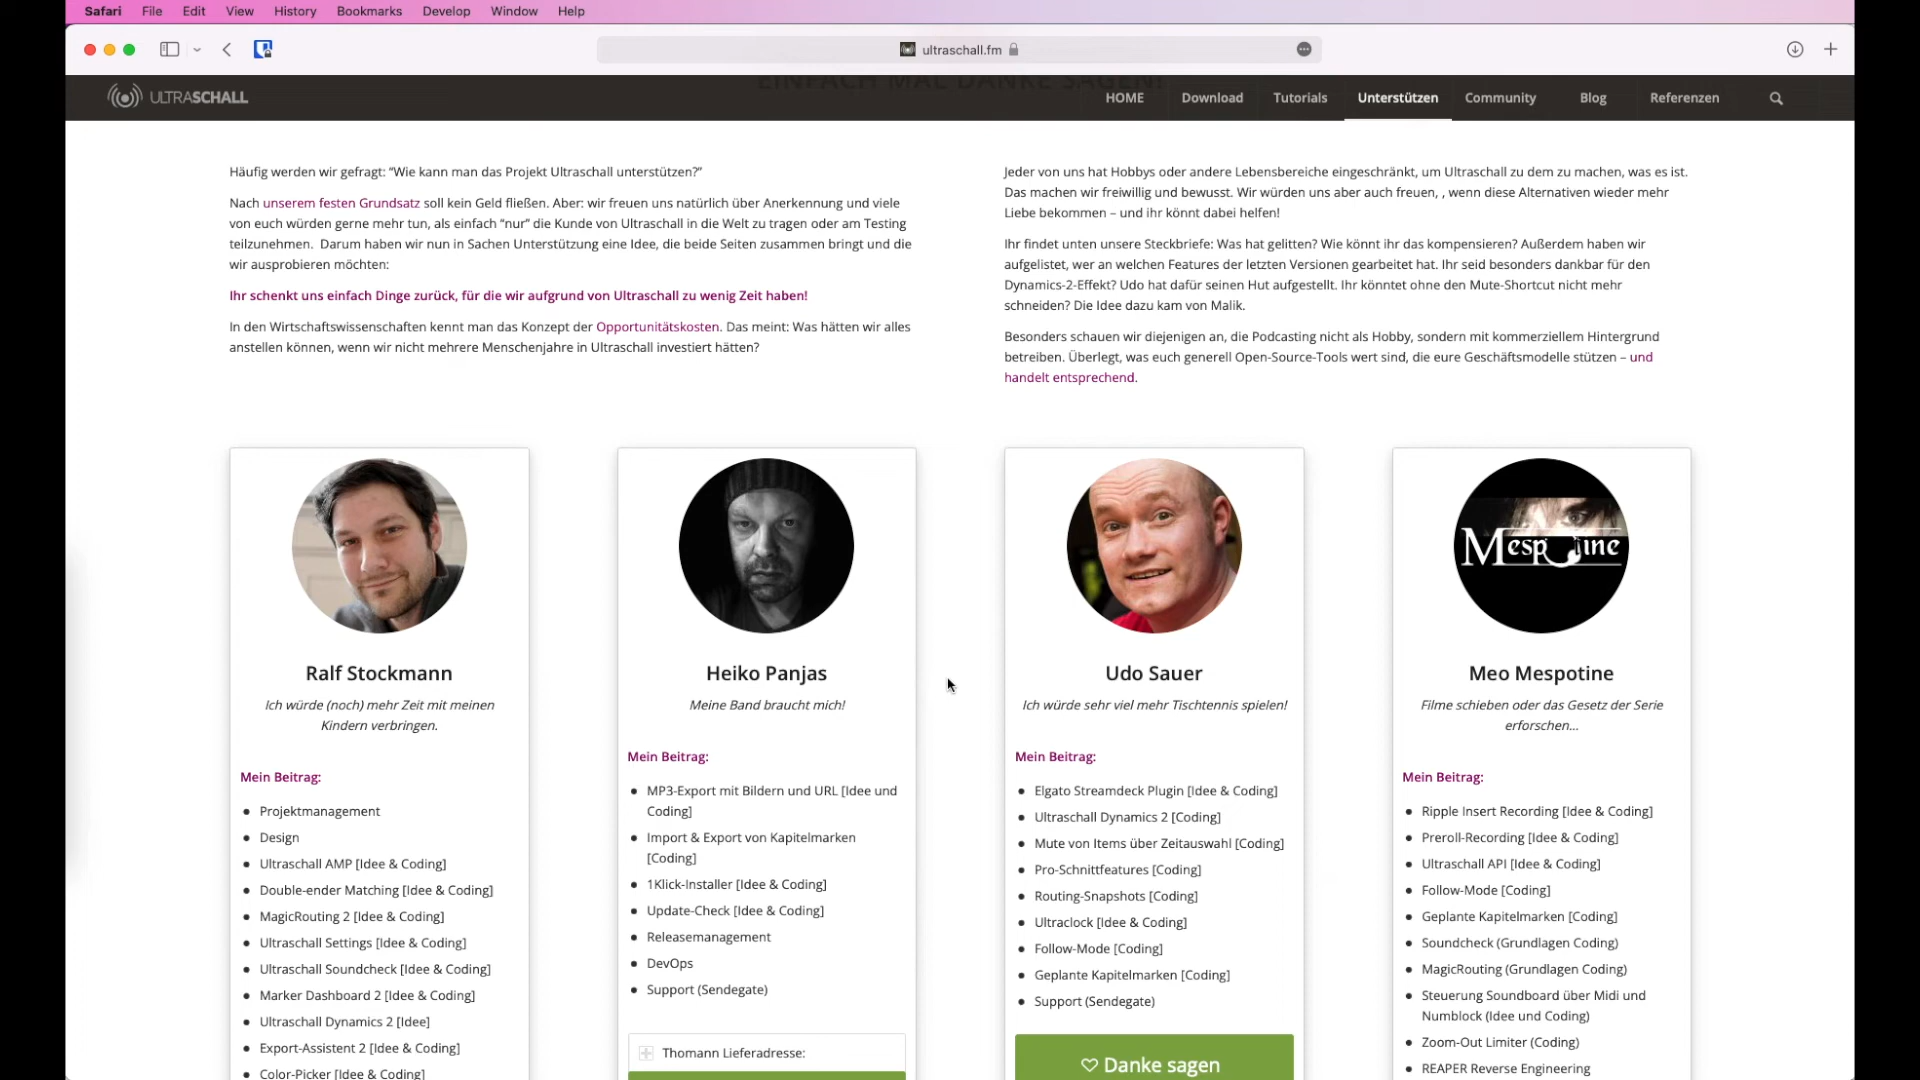 Safari File Edit View History Bookmarks Develop Window Help
ultraschall.fm
EINFACH MAL DANKE SAGEN!
ULTRASCHALL HOME Download Tutorials Unterstützen Community Blog Referenzen
Häufig werden wir gefragt: “Wie kann man das Projekt Ultraschall unterstützen?”
Nach unserem festen Grundsatz soll kein Geld fließen. Aber: wir freuen uns natürlich über Anerkennung und viele
von euch würden gerne mehr tun, als einfach “nur” die Kunde von Ultraschall in die Welt zu tragen oder am Testing
teilzunehmen. Darum haben wir nun in Sachen Unterstützung eine Idee, die beide Seiten zusammen bringt und die
wir ausprobieren möchten:
Ihr schenkt uns einfach Dinge zurück, für die wir aufgrund von Ultraschall zu wenig Zeit haben!
In den Wirtschaftswissenschaften kennt man das Konzept der Opportunitätskosten. Das meint: Was hätten wir alles
anstellen können, wenn wir nicht mehrere Menschenjahre in Ultraschall investiert hätten?
Jeder von uns hat Hobbys oder andere Lebensbereiche eingeschränkt, um Ultraschall zu dem zu machen, was es ist.
Das machen wir freiwillig und bewusst. Wir würden uns aber auch freuen, , wenn diese Alternativen wieder mehr
Liebe bekommen – und ihr könnt dabei helfen!
Ihr findet unten unsere Steckbriefe: Was hat gelitten? Wie könnt ihr das kompensieren? Außerdem haben wir
aufgelistet, wer an welchen Features der letzten Versionen gearbeitet hat. Ihr seid besonders dankbar für den
Dynamics-2-Effekt? Udo hat dafür seinen Hut aufgestellt. Ihr könntet ohne den Mute-Shortcut nicht mehr
schneiden? Die Idee dazu kam von Malik.
Besonders schauen wir diejenigen an, die Podcasting nicht als Hobby, sondern mit kommerziellem Hintergrund
betreiben. Überlegt, was euch generell Open-Source-Tools wert sind, die eure Geschäftsmodelle stützen – und
handelt entsprechend.
Ralf Stockmann
Ich würde (noch) mehr Zeit mit meinen
Kindern verbringen.
Mein Beitrag:
Projektmanagement
Design
Ultraschall AMP [Idee & Coding]
Double-ender Matching [Idee & Coding]
MagicRouting 2 [Idee & Coding]
Ultraschall Settings [Idee & Coding]
Ultraschall Soundcheck [Idee & Coding]
Marker Dashboard 2 [Idee & Coding]
Ultraschall Dynamics 2 [Idee]
Export-Assistent 2 [Idee & Coding]
Color-Picker [Idee & Coding]
Heiko Panjas
Meine Band braucht mich!
Mein Beitrag:
MP3-Export mit Bildern und URL [Idee und
Coding]
Import & Export von Kapitelmarken
[Coding]
1Klick-Installer [Idee & Coding]
Update-Check [Idee & Coding]
Releasemanagement
DevOps
Support (Sendegate)
Thomann Lieferadresse:
Udo Sauer
Ich würde sehr viel mehr Tischtennis spielen!
Mein Beitrag:
Elgato Streamdeck Plugin [Idee & Coding]
Ultraschall Dynamics 2 [Coding]
Mute von Items über Zeitauswahl [Coding]
Pro-Schnittfeatures [Coding]
Routing-Snapshots [Coding]
Ultraclock [Idee & Coding]
Follow-Mode [Coding]
Geplante Kapitelmarken [Coding]
Support (Sendegate)
Danke sagen
Mespotine
Meo Mespotine
Filme schieben oder das Gesetz der Serie
erforschen...
Mein Beitrag:
Ripple Insert Recording [Idee & Coding]
Preroll-Recording [Idee & Coding]
Ultraschall API [Idee & Coding]
Follow-Mode [Coding]
Geplante Kapitelmarken [Coding]
Soundcheck (Grundlagen Coding)
MagicRouting (Grundlagen Coding)
Steuerung Soundboard über Midi und
Numblock (Idee und Coding)
Zoom-Out Limiter (Coding)
REAPER Reverse Engineering